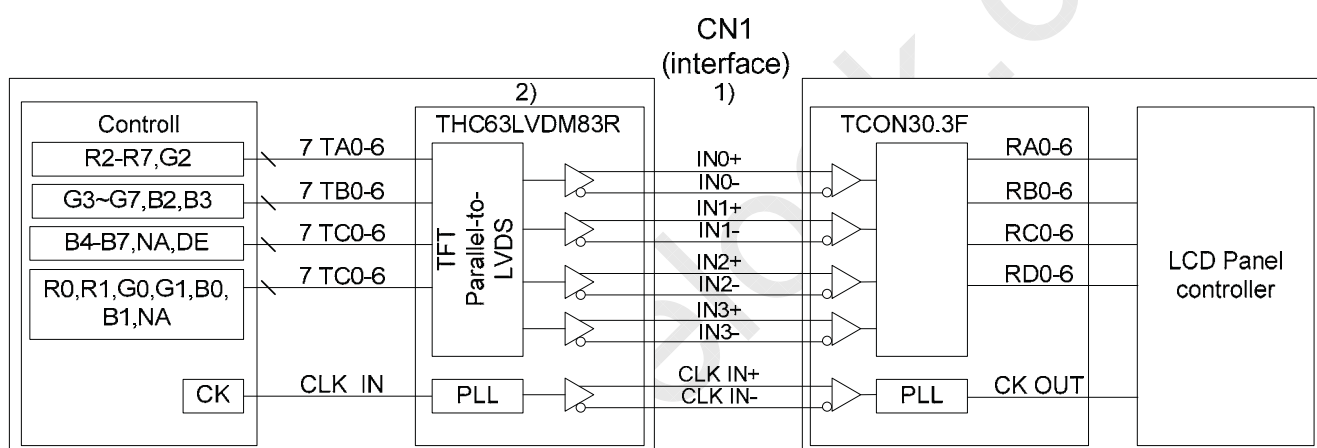 CN1
(interface)
2)
1)
Controll
THC63LVDM83R
TCON30.3F
R2-R7,G2
7 TA0-6
IN0+
IN0-
RA0-6
G3~G7,B2,B3
7 TB0-6
IN1+
IN1-
RB0-6
B4-B7,NA,DE
7 TC0-6
IN2+
IN2-
RC0-6
R0,R1,G0,G1,B0,
B1,NA
7 TC0-6
IN3+
IN3-
RD0-6
TFT
Parallel-to-
LVDS
LCD Panel
controller
CK
CLK IN
PLL
CLK IN+
CLK IN-
PLL
CK OUT